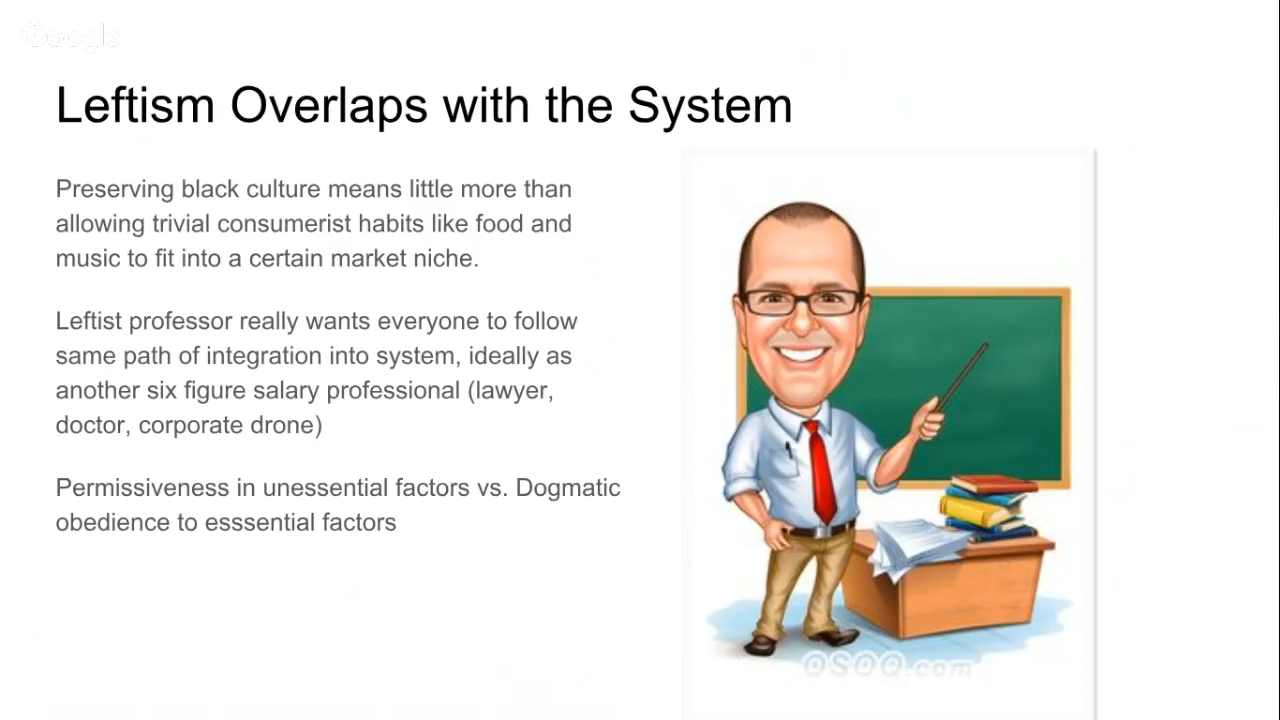 Google
Leftism Overlaps with the System
Preserving black culture means little more than
allowing trivial consumerist habits like food and
music to fit into a certain market niche.
Leftist professor really wants everyone to follow
same path of integration into system, ideally as
another six figure salary professional (lawyer,
doctor, corporate drone)
Permissiveness in unessential factors vs. Dogmatic
obedience to esssential factors
OSOQ.com